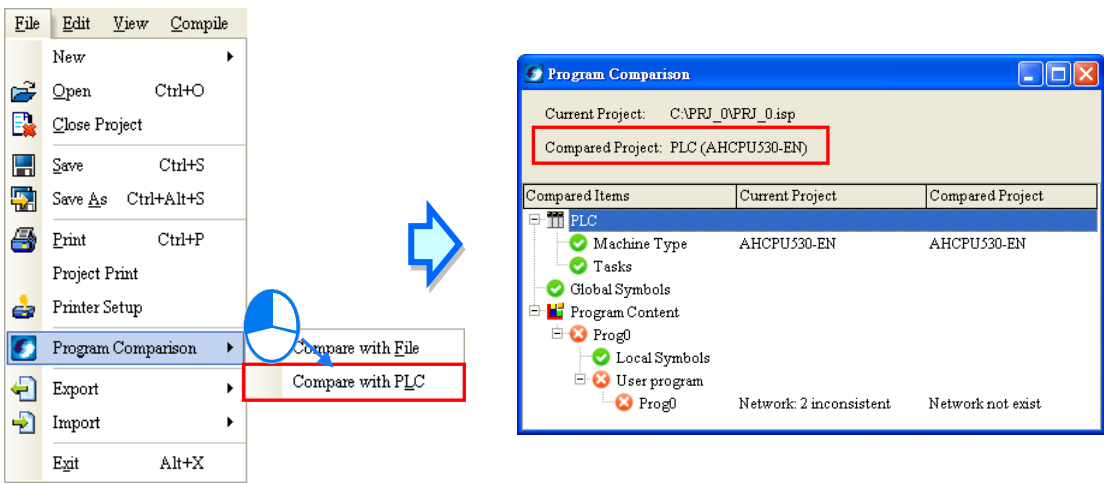 File Edit View Compile
New
Open Ctrl+O
Close Project
Save Ctrl+S
Save As Ctrl+Alt+S
Print Ctrl+P
Project Print
Printer Setup
Program Comparison
Compare with File
Compare with PLC
Export
Import
Exit Alt+X
Program Comparison
Current Project: C:\PRJ_0\PRJ_0.isp
Compared Project: PLC (AHCPU530-EN)
Compared Items Current Project Compared Project
PLC
Machine Type AHCPU530-EN AHCPU530-EN
Tasks
Global Symbols
Program Content
Prog0
Local Symbols
User program
Prog0 Network: 2 inconsistent Network not exist